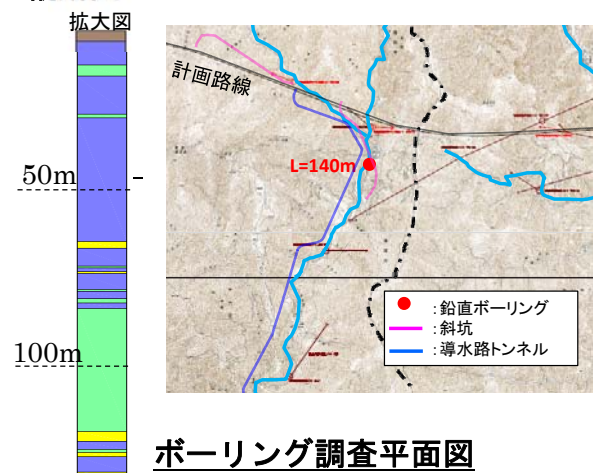 拡大図
50m
100m
計画路線
L=140m
:鉛直ボーリング
:斜坑
:導水路トンネル
ボーリング調査平面図